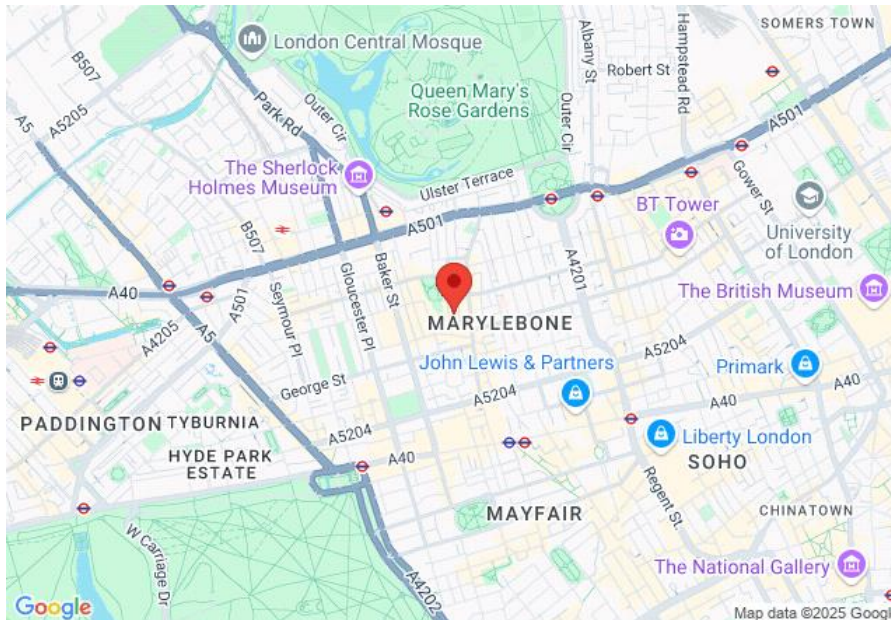 SOMERS TOWN
London Central Mosque
Albany St
Hampstead Rd
B507
A5205
A5
Robert St
Queen Mary's
Rose Gardens
Outer Cir
Outer Cir
Park Rd
A501
The Sherlock
Holmes Museum
Ulster Terrace
Gower St
BT Tower
University
of London
B507
A501
A4201
A40
A501
Seymour Pl
Gloucester Pl
Baker St
The British Museum
A4205
A5
MARYLEBONE
John Lewis & Partners
A5204
Primark
George St
A5204
A40
A40
PADDINGTON
TYBURNIA
A5204
Liberty London
HYDE PARK
ESTATE
A40
SOHO
Regent St.
MAYFAIR
CHINATOWN
W Carriage Dr
A4202
The National Gallery
Google
Map data ©2025 Googl